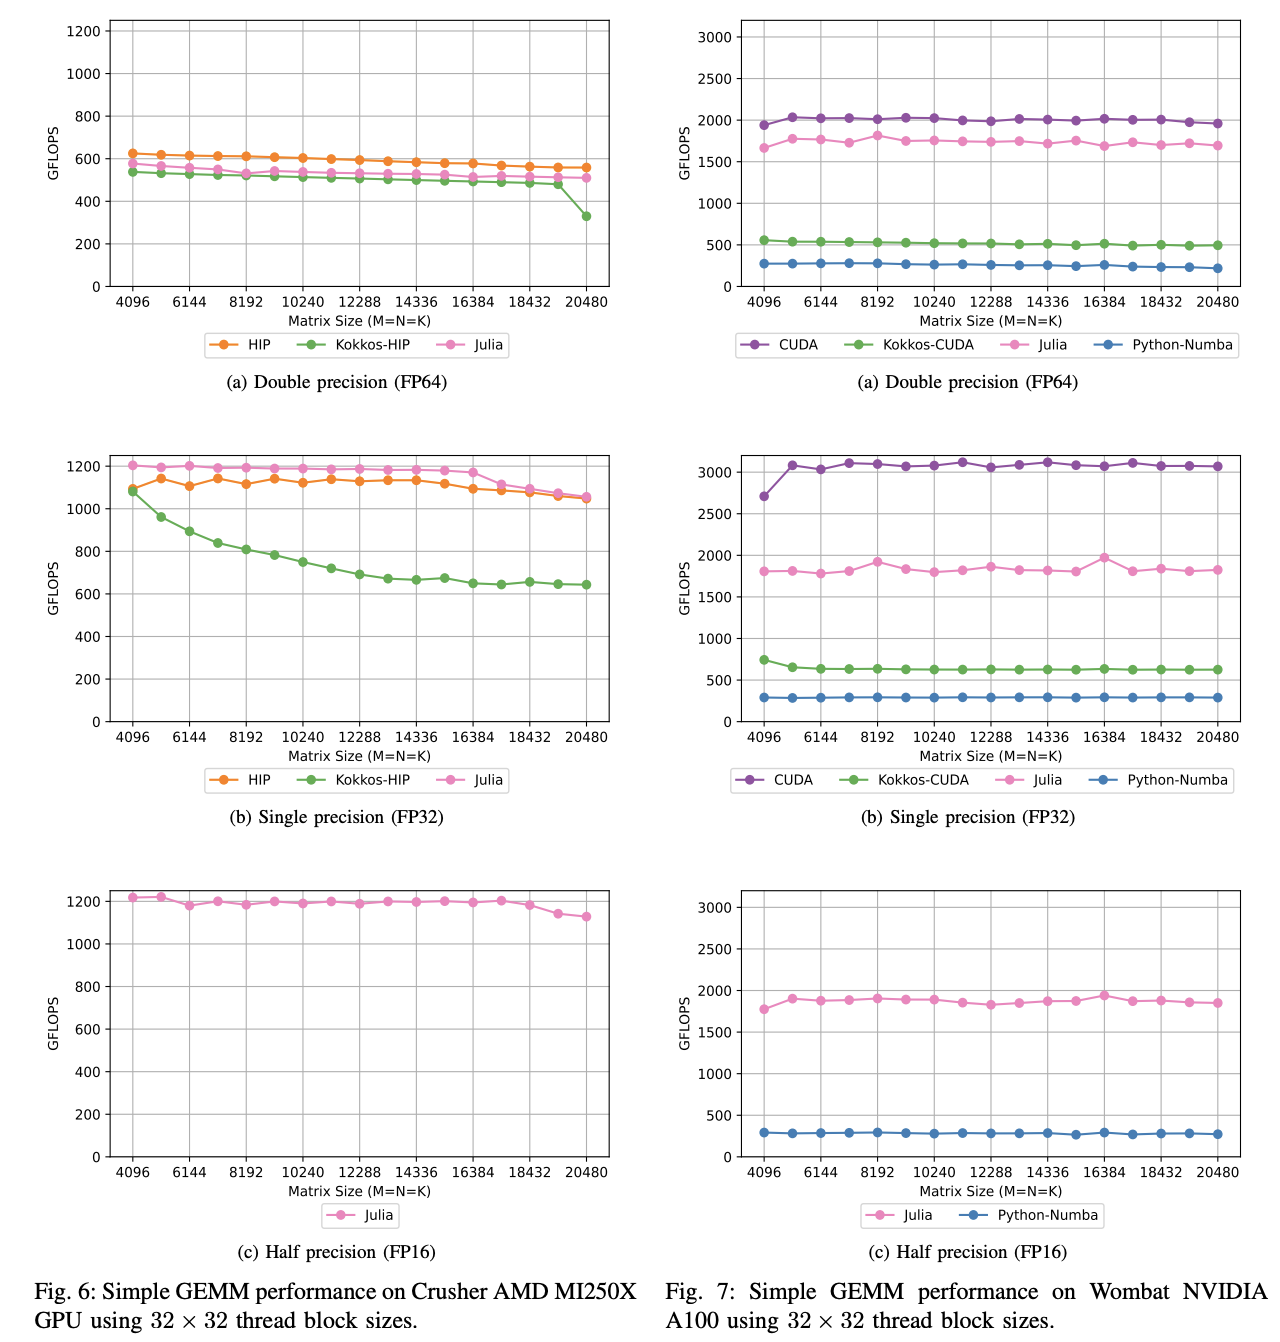 1200
1000
800
600
400
200
0
GFLOPS
4096 6144 8192 10240 12288 14336 16384 18432 20480
Matrix Size (M=N=K)
HIP Kokkos-HIP Julia
(a) Double precision (FP64)
1200
1000
800
600
400
200
0
GFLOPS
4096 6144 8192 10240 12288 14336 16384 18432 20480
Matrix Size (M=N=K)
HIP Kokkos-HIP Julia
(b) Single precision (FP32)
1200
1000
800
600
400
200
0
GFLOPS
4096 6144 8192 10240 12288 14336 16384 18432 20480
Matrix Size (M=N=K)
Julia
(c) Half precision (FP16)
Fig. 6: Simple GEMM performance on Crusher AMD MI250X
GPU using 32 × 32 thread block sizes.
3000
2500
2000
1500
1000
500
0
GFLOPS
4096 6144 8192 10240 12288 14336 16384 18432 20480
Matrix Size (M=N=K)
CUDA Kokkos-CUDA Julia Python-Numba
(a) Double precision (FP64)
3000
2500
2000
1500
1000
500
0
GFLOPS
4096 6144 8192 10240 12288 14336 16384 18432 20480
Matrix Size (M=N=K)
CUDA Kokkos-CUDA Julia Python-Numba
(b) Single precision (FP32)
3000
2500
2000
1500
1000
500
0
GFLOPS
4096 6144 8192 10240 12288 14336 16384 18432 20480
Matrix Size (M=N=K)
Julia Python-Numba
(c) Half precision (FP16)
Fig. 7: Simple GEMM performance on Wombat NVIDIA
A100 using 32 × 32 thread block sizes.